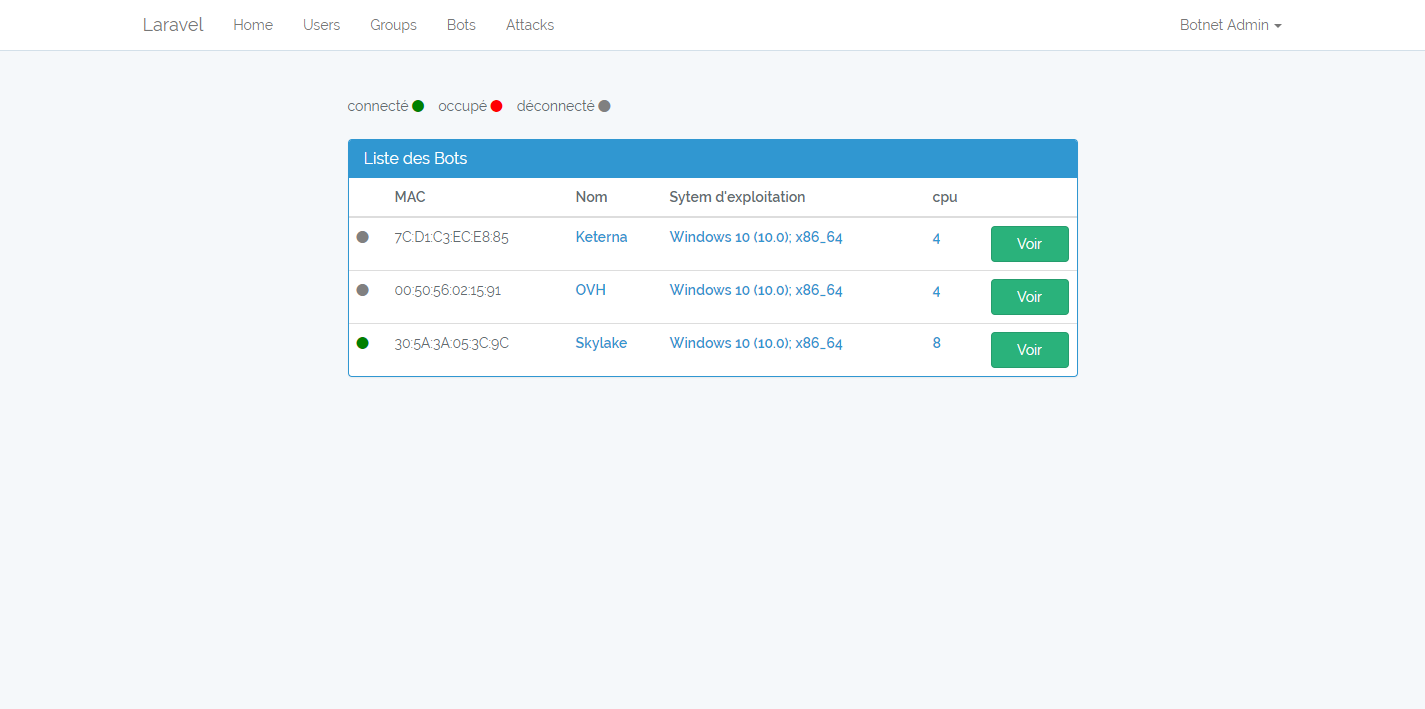 Laravel Home Users Groups Bots Attacks Botnet Admin
connecté occupé déconnecté
Liste des Bots
MAC Nom Sytem d'exploitation cpu
7C:D1:C3:EC:E8:85 Keterna Windows 10 (10.0); x86_64 4 Voir
00:50:56:02:15:91 OVH Windows 10 (10.0); x86_64 4 Voir
30:5A:3A:05:3C:9C Skylake Windows 10 (10.0); x86_64 8 Voir